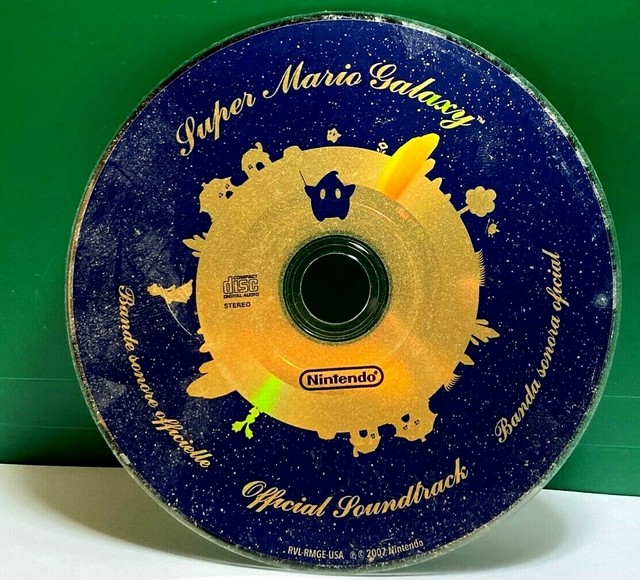 Super Mario Galaxy™
COMPACT
disc
DIGITAL AUDIO
STEREO
Nintendo®
Bande sonore officielle
Banda sonora oficial
Official Soundtrack
RVL-RMGE-USA ℗© 2007 Nintendo